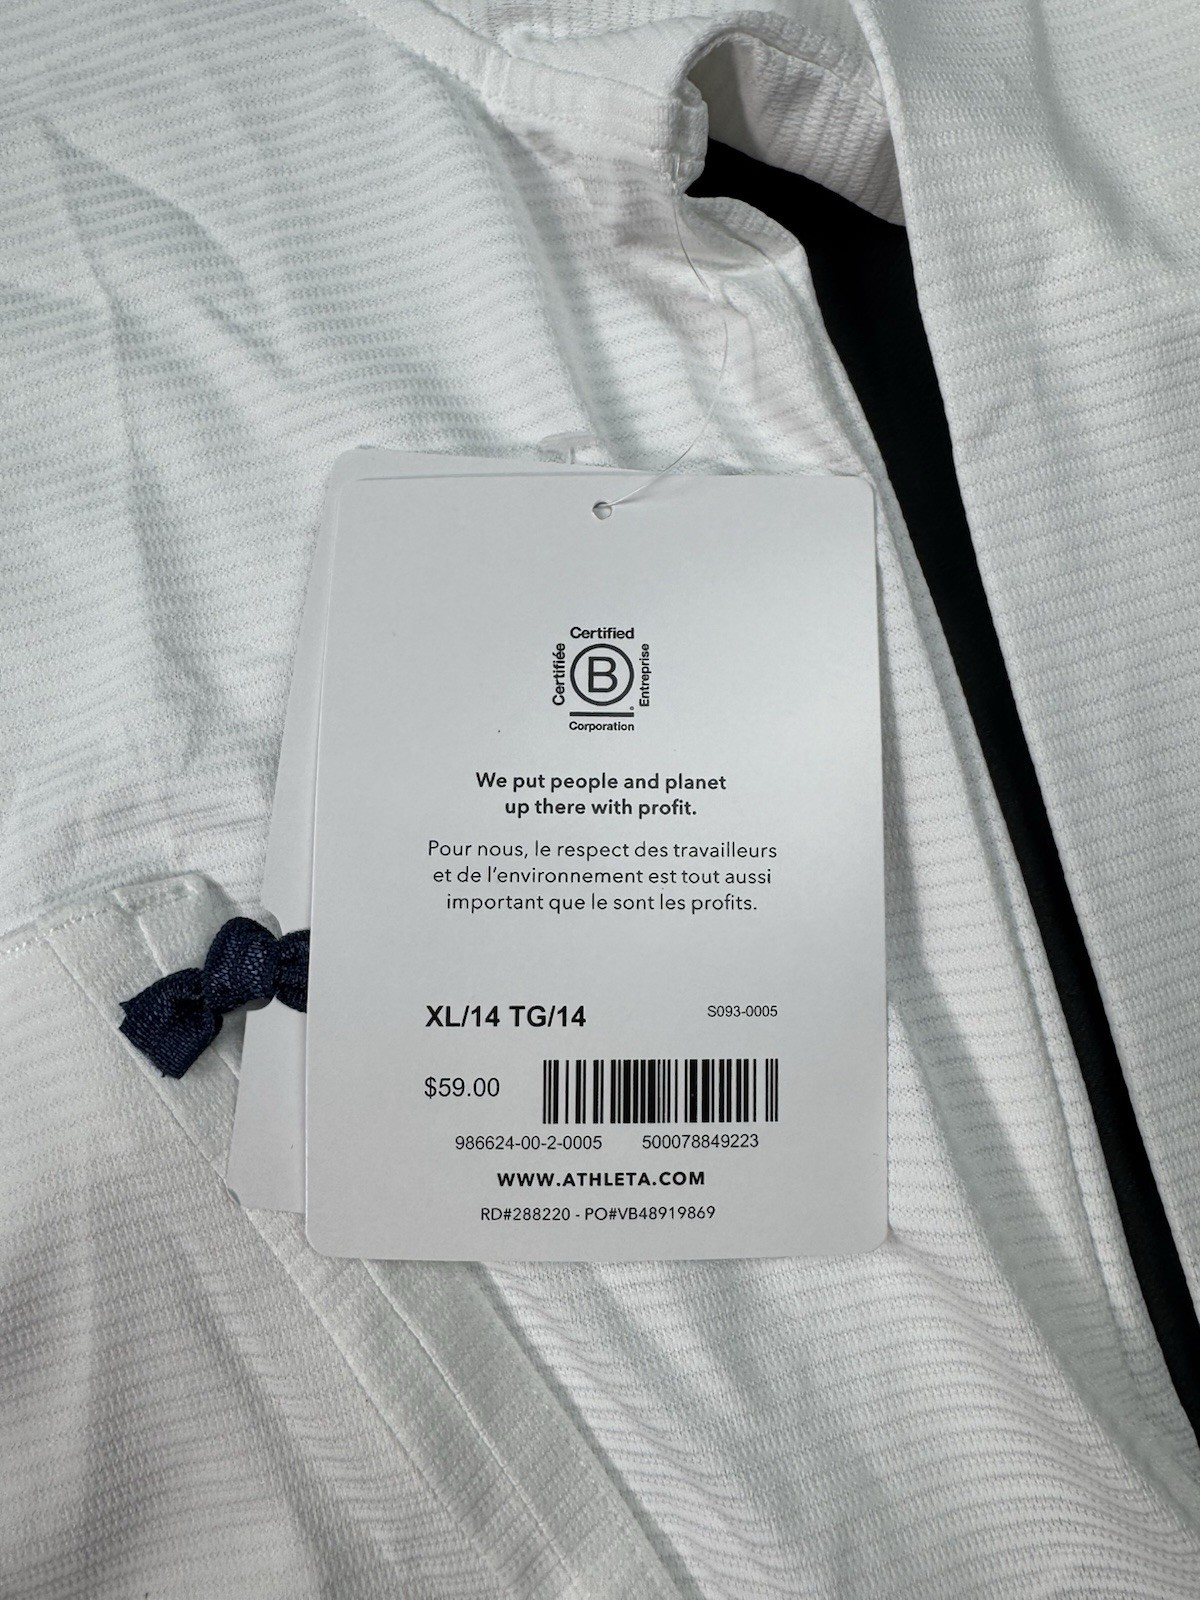 Certified
Certifiée
B
Entreprise
Corporation
We put people and planet
up there with profit.
Pour nous, le respect des travailleurs
et de l'environnement est tout aussi
important que le sont les profits.
XL/14 TG/14 S093-0005
$59.00
986624-00-2-0005 500078849223
WWW.ATHLETA.COM
RD#288220 - PO#VB48919869